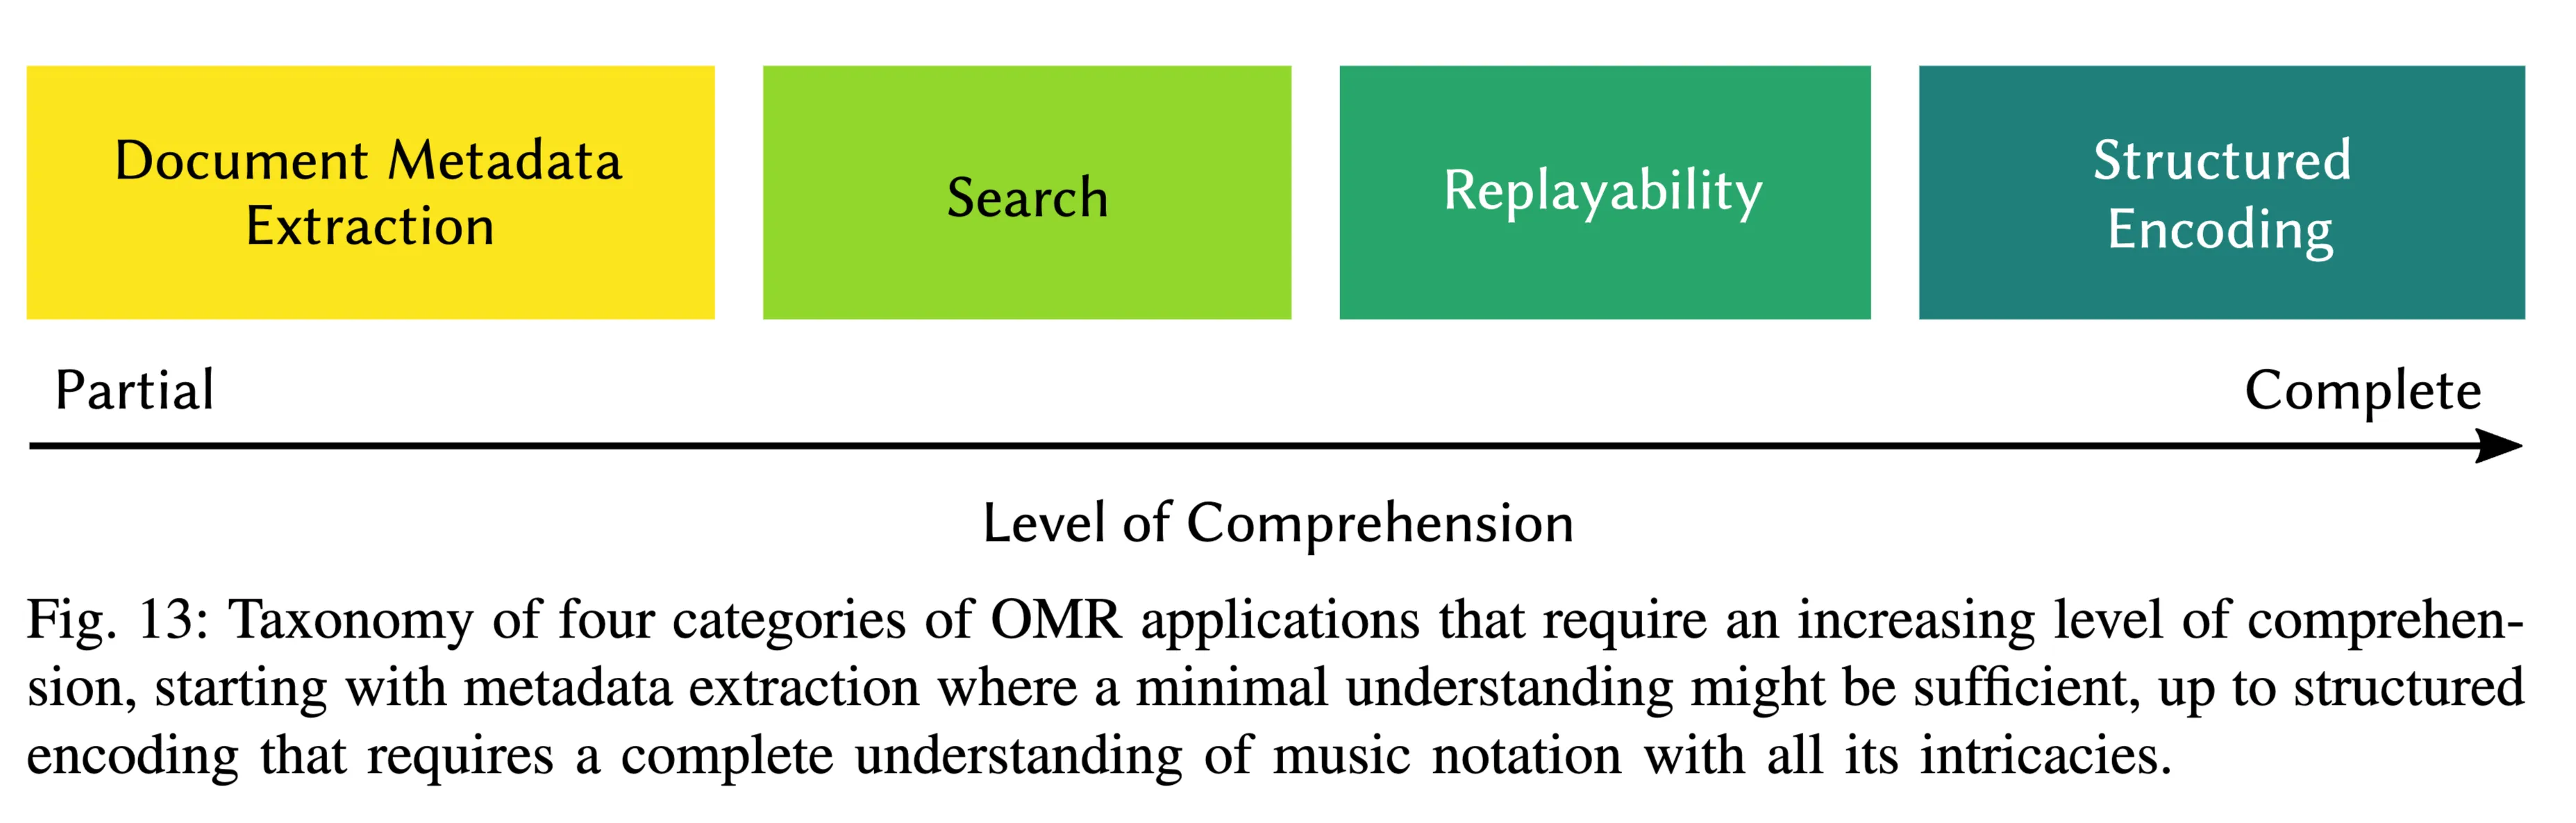 Document Metadata
Extraction
Search
Replayability
Structured
Encoding
Partial
Complete
Level of Comprehension
Fig. 13: Taxonomy of four categories of OMR applications that require an increasing level of comprehen-
sion, starting with metadata extraction where a minimal understanding might be sufficient, up to structured
encoding that requires a complete understanding of music notation with all its intricacies.